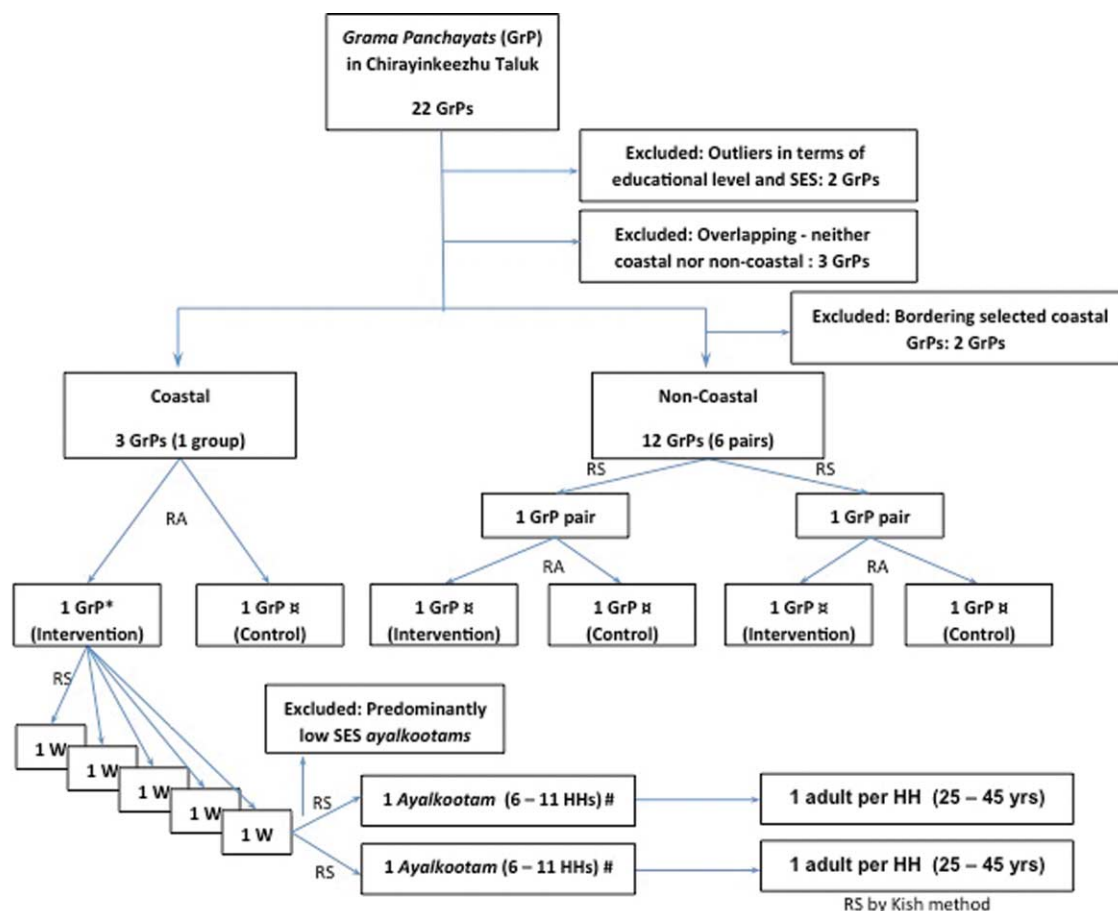 Grama Panchayats (GrP)
in Chirayinkeezhu Taluk
22 GrPs
Excluded: Outliers in terms of
educational level and SES: 2 GrPs
Excluded: Overlapping - neither
coastal nor non-coastal : 3 GrPs
Excluded: Bordering selected coastal
GrPs: 2 GrPs
Coastal
3 GrPs (1 group)
Non-Coastal
12 GrPs (6 pairs)
RS
RS
RA
1 GrP pair
1 GrP pair
RA
RA
1 GrP*
(Intervention)
1 GrP ¤
(Control)
1 GrP ¤
(Intervention)
1 GrP ¤
(Control)
1 GrP ¤
(Intervention)
1 GrP ¤
(Control)
RS
1 W
1 W
1 W
1 W
1 W
Excluded: Predominantly
low SES ayalkootams
RS
1 Ayalkootam (6 – 11 HHs) #
1 adult per HH (25 – 45 yrs)
RS
1 Ayalkootam (6 – 11 HHs) #
1 adult per HH (25 – 45 yrs)
RS by Kish method